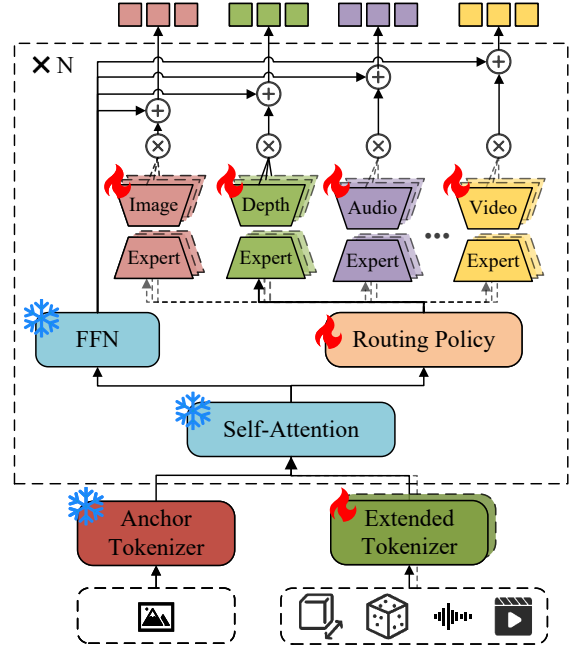 × N
Image
Depth
Audio
Video
Expert
Expert
Expert
Expert
FFN
Routing Policy
Self-Attention
Anchor
Tokenizer
Extended
Tokenizer